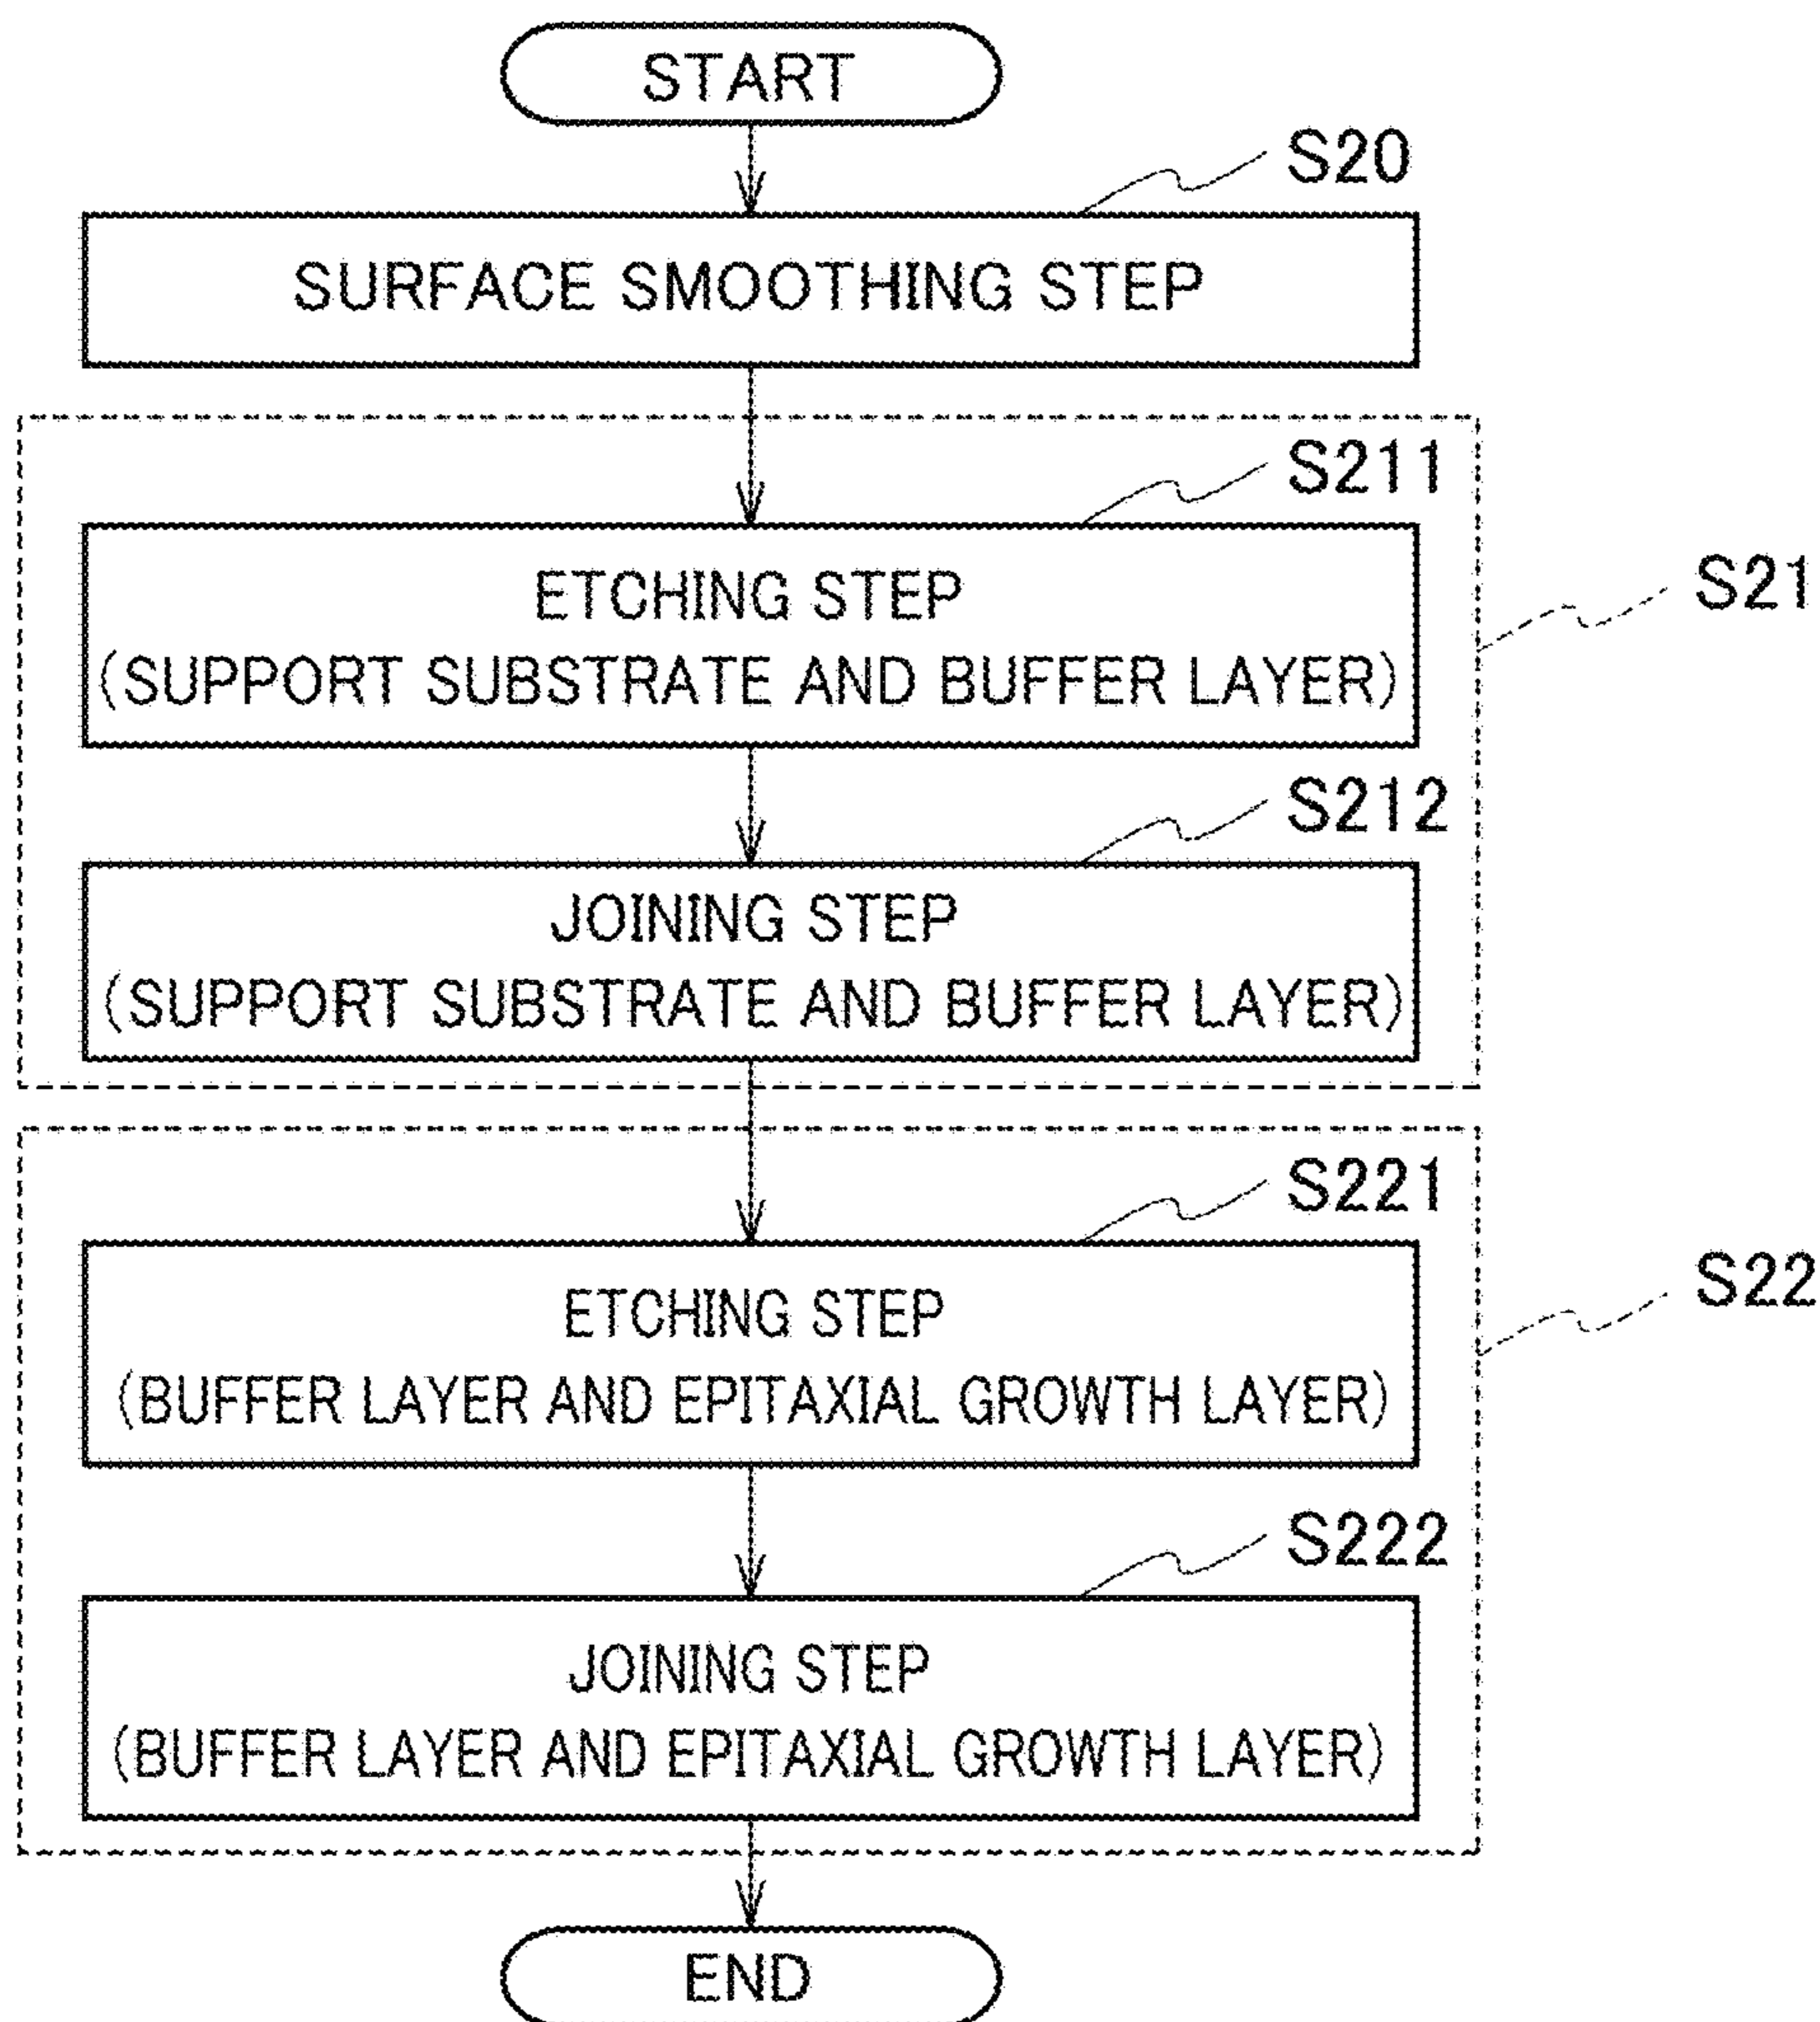 START
S20
SURFACE SMOOTHING STEP
S211
ETCHING STEP
(SUPPORT SUBSTRATE AND BUFFER LAYER)
S21
S212
JOINING STEP
(SUPPORT SUBSTRATE AND BUFFER LAYER)
S221
ETCHING STEP
(BUFFER LAYER AND EPITAXIAL GROWTH LAYER)
S22
S222
JOINING STEP
(BUFFER LAYER AND EPITAXIAL GROWTH LAYER)
END